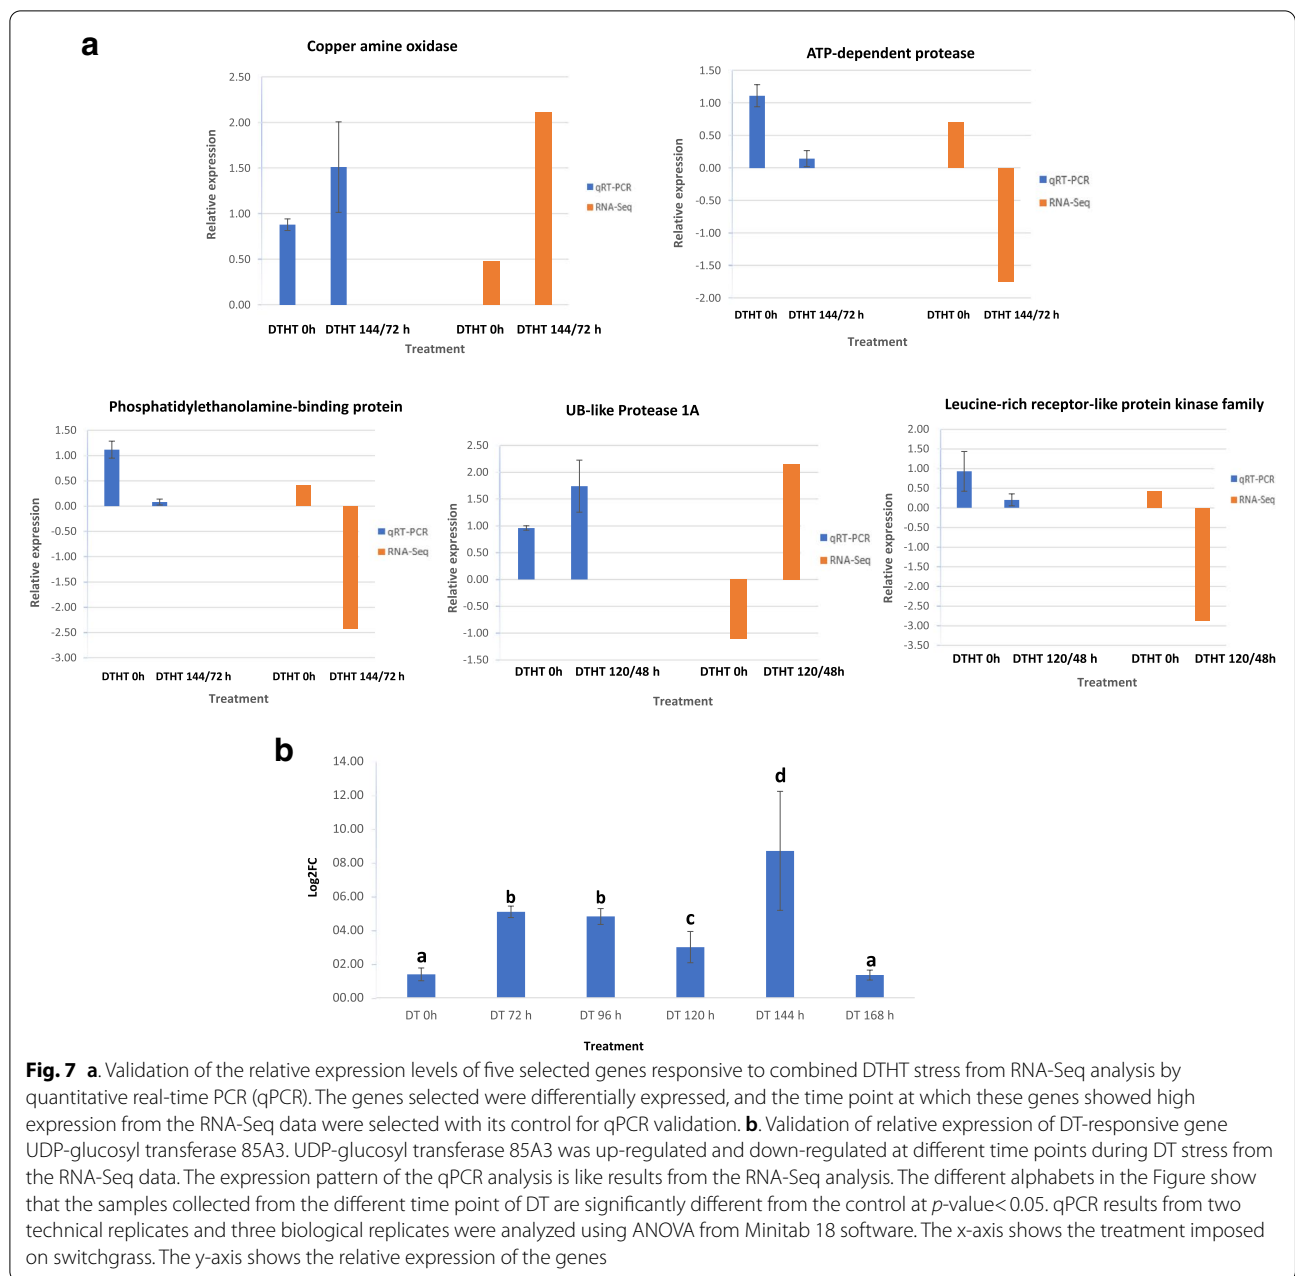 a
Copper amine oxidase
2.50
2.00
1.50
1.00
0.50
0.00
Relative expression
qRT-PCR
RNA-Seq
DTHT 0h DTHT 144/72 h DTHT 0h DTHT 144/72 h
Treatment
ATP-dependent protease
1.50
1.00
0.50
0.00
-0.50
-1.00
-1.50
-2.00
Relative expression
qRT-PCR
RNA-Seq
DTHT 0h DTHT 144/72 h DTHT 0h DTHT 144/72 h
Treatment
Phosphatidylethanolamine-binding protein
1.50
1.00
0.50
0.00
-0.50
-1.00
-1.50
-2.00
-2.50
-3.00
Relative expression
qRT-PCR
RNA-Seq
DTHT 0h DTHT 144/72 h DTHT 0h DTHT 144/72 h
Treatment
UB-like Protease 1A
2.50
2.00
1.50
1.00
0.50
0.00
-0.50
-1.00
-1.50
Relative expression
qRT-PCR
RNA-Seq
DTHT 0h DTHT 120/48 h DTHT 0h DTHT 120/48h
Treatment
Leucine-rich receptor-like protein kinase family
2.00
1.50
1.00
0.50
0.00
-0.50
-1.00
-1.50
-2.00
-2.50
-3.00
-3.50
Relative expression
qRT-PCR
RNA-Seq
DTHT 0h DTHT 120/48 h DTHT 0h DTHT 120/48h
Treatment
b
14.00
12.00
10.00
08.00
06.00
04.00
02.00
00.00
Log2FC
a b b c d a
DT 0h DT 72 h DT 96 h DT 120 h DT 144 h DT 168 h
Treatment
Fig. 7 a. Validation of the relative expression levels of five selected genes responsive to combined DTHT stress from RNA-Seq analysis by
quantitative real-time PCR (qPCR). The genes selected were differentially expressed, and the time point at which these genes showed high
expression from the RNA-Seq data were selected with its control for qPCR validation. b. Validation of relative expression of DT-responsive gene
UDP-glucosyl transferase 85A3. UDP-glucosyl transferase 85A3 was up-regulated and down-regulated at different time points during DT stress from
the RNA-Seq data. The expression pattern of the qPCR analysis is like results from the RNA-Seq analysis. The different alphabets in the Figure show
that the samples collected from the different time point of DT are significantly different from the control at p-value< 0.05. qPCR results from two
technical replicates and three biological replicates were analyzed using ANOVA from Minitab 18 software. The x-axis shows the treatment imposed
on switchgrass. The y-axis shows the relative expression of the genes